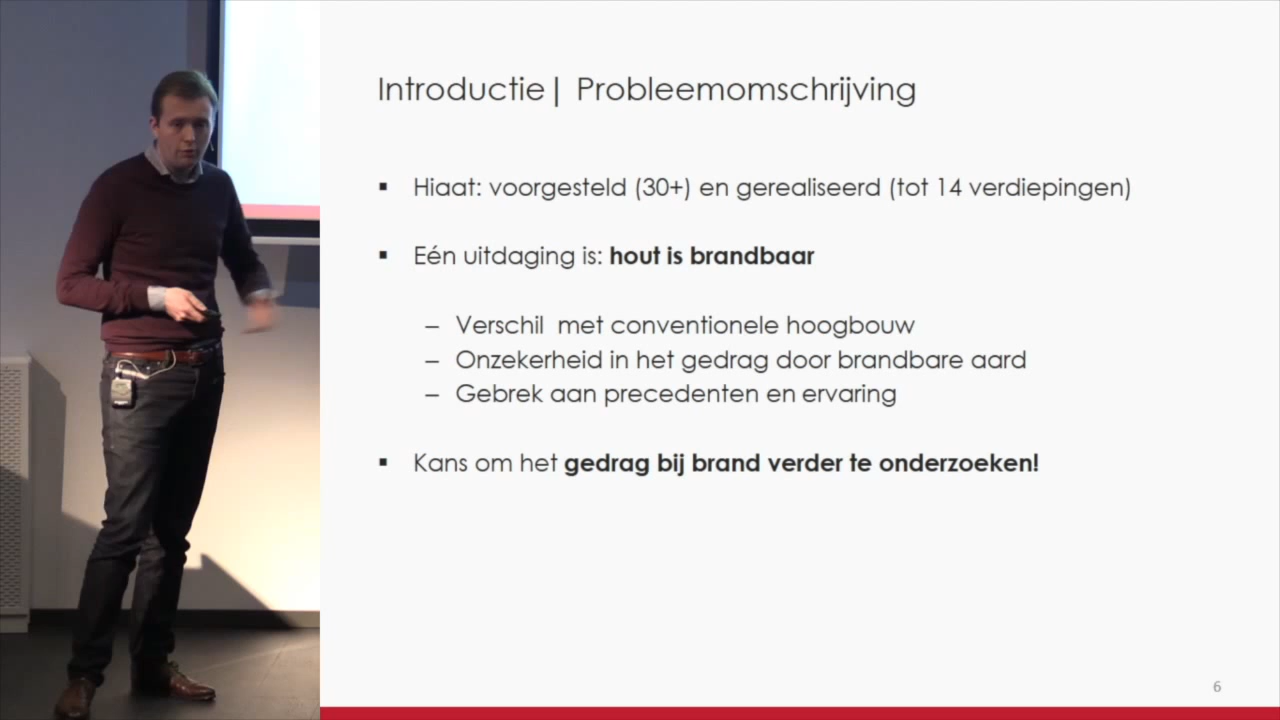 Introductie| Probleemomschrijving
▪ Hiaat: voorgesteld (30+) en gerealiseerd (tot 14 verdiepingen)
▪ Eén uitdaging is: hout is brandbaar
– Verschil met conventionele hoogbouw
– Onzekerheid in het gedrag door brandbare aard
– Gebrek aan precedenten en ervaring
▪ Kans om het gedrag bij brand verder te onderzoeken!
6